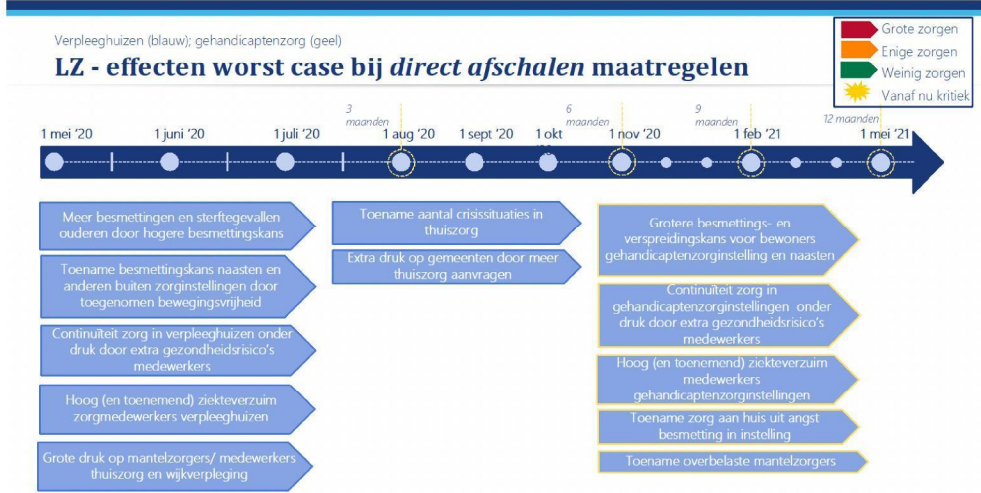 Verpleeghuizen (blauw); gehandicaptenzorg (geel)
LZ - effecten worst case bij direct afschalen maatregelen
Grote zorgen
Enige zorgen
Weinig zorgen
Vanaf nu kritiek
3
maanden
6
maanden
9
maanden
12 maanden
1 mei '20
1 juni '20
1 juli '20
1 aug '20
1 sept '20
1 okt
1 nov '20
1 feb '21
1 mei '21
Meer besmettingen en sterftegevallen
ouderen door hogere besmettingskans
Toename besmettingskans naasten en
anderen buiten zorginstellingen door
toegenomen bewegingsvrijheid
Continuïteit zorg in verpleeghuizen onder
druk door extra gezondheidsrisico's
medewerkers
Hoog (en toenemend) ziekteverzuim
zorgmedewerkers verpleeghuizen
Grote druk op mantelzorgers/ medewerkers
thuiszorg en wijkverpleging
Toename aantal crisissituaties in
thuiszorg
Extra druk op gemeenten door meer
thuiszorg aanvragen
Grotere besmettings- en
verspreidingskans voor bewoners
gehandicaptenzorginstelling en naasten
Continuïteit zorg in
gehandicaptenzorginstellingen onder
druk door extra gezondheidsrisico's
medewerkers
Hoog (en toenemend) ziekteverzuim
medewerkers
gehandicaptenzorginstellingen
Toename zorg aan huis uit angst
besmetting in instelling
Toename overbelaste mantelzorgers